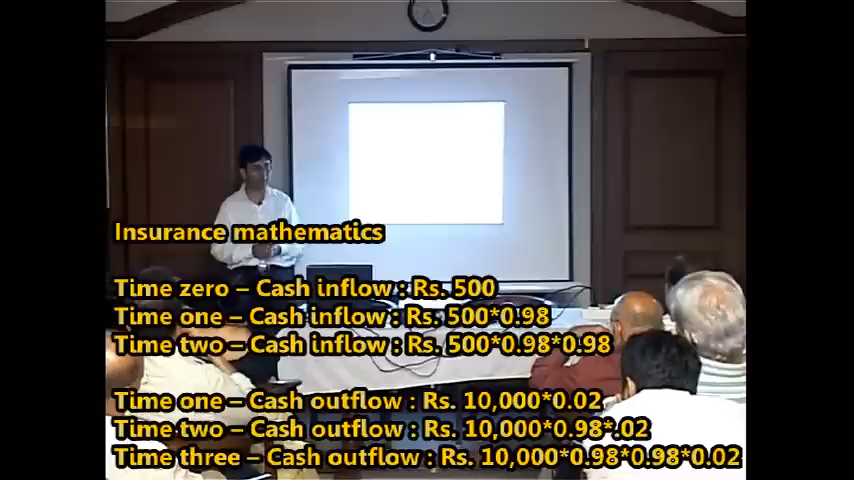 Insurance mathematics
Time zero – Cash inflow : Rs. 500
Time one – Cash inflow : Rs. 500*0.98
Time two – Cash inflow : Rs. 500*0.98*0.98
Time one – Cash outflow : Rs. 10,000*0.02
Time two – Cash outflow : Rs. 10,000*0.98*.02
Time three – Cash outflow : Rs. 10,000*0.98*0.98*0.02